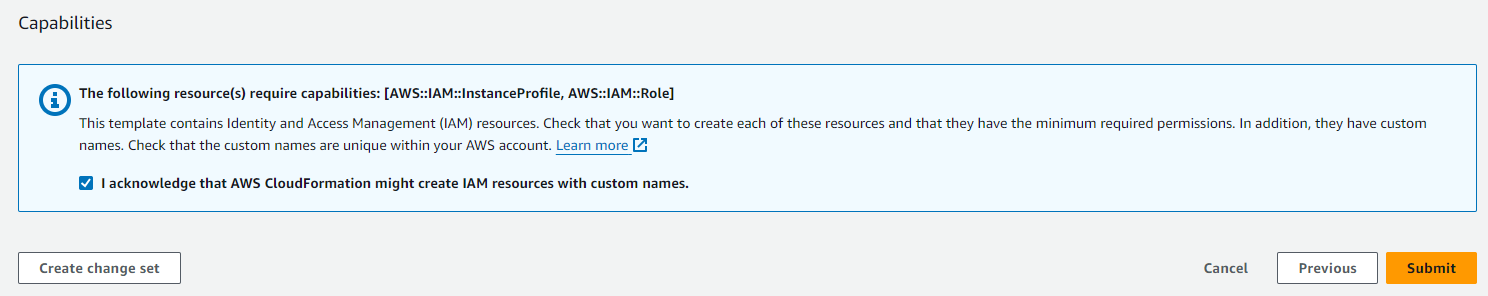 Capabilities
The following resource(s) require capabilities: [AWS::IAM::InstanceProfile, AWS::IAM::Role]
This template contains Identity and Access Management (IAM) resources. Check that you want to create each of these resources and that they have the minimum required permissions. In addition, they have custom
names. Check that the custom names are unique within your AWS account. Learn more
I acknowledge that AWS CloudFormation might create IAM resources with custom names.
Create change set
Cancel
Previous
Submit